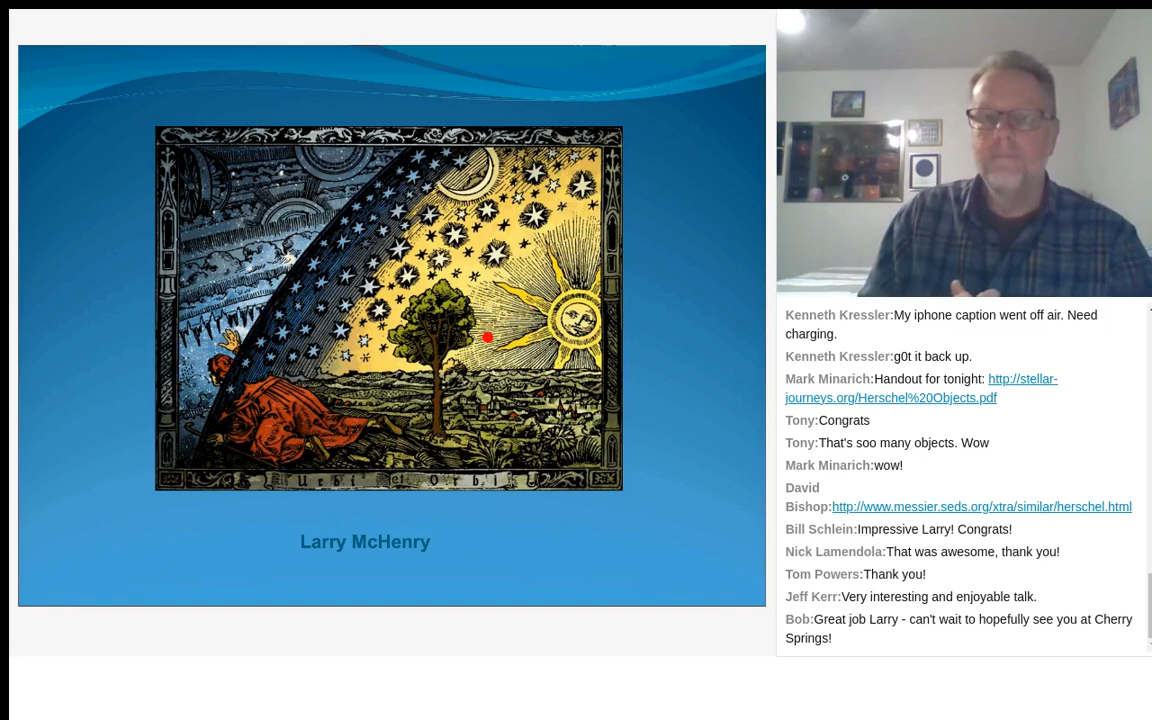 Urbi et Orbi
Larry McHenry
Kenneth Kressler:My iphone caption went off air. Need
charging.
Kenneth Kressler:g0t it back up.
Mark Minarich:Handout for tonight: http://stellar-
journeys.org/Herschel%20Objects.pdf
Tony:Congrats
Tony:That's soo many objects. Wow
Mark Minarich:wow!
David
Bishop:http://www.messier.seds.org/xtra/similar/herschel.html
Bill Schlein:Impressive Larry! Congrats!
Nick Lamendola:That was awesome, thank you!
Tom Powers:Thank you!
Jeff Kerr:Very interesting and enjoyable talk.
Bob:Great job Larry - can't wait to hopefully see you at Cherry
Springs!